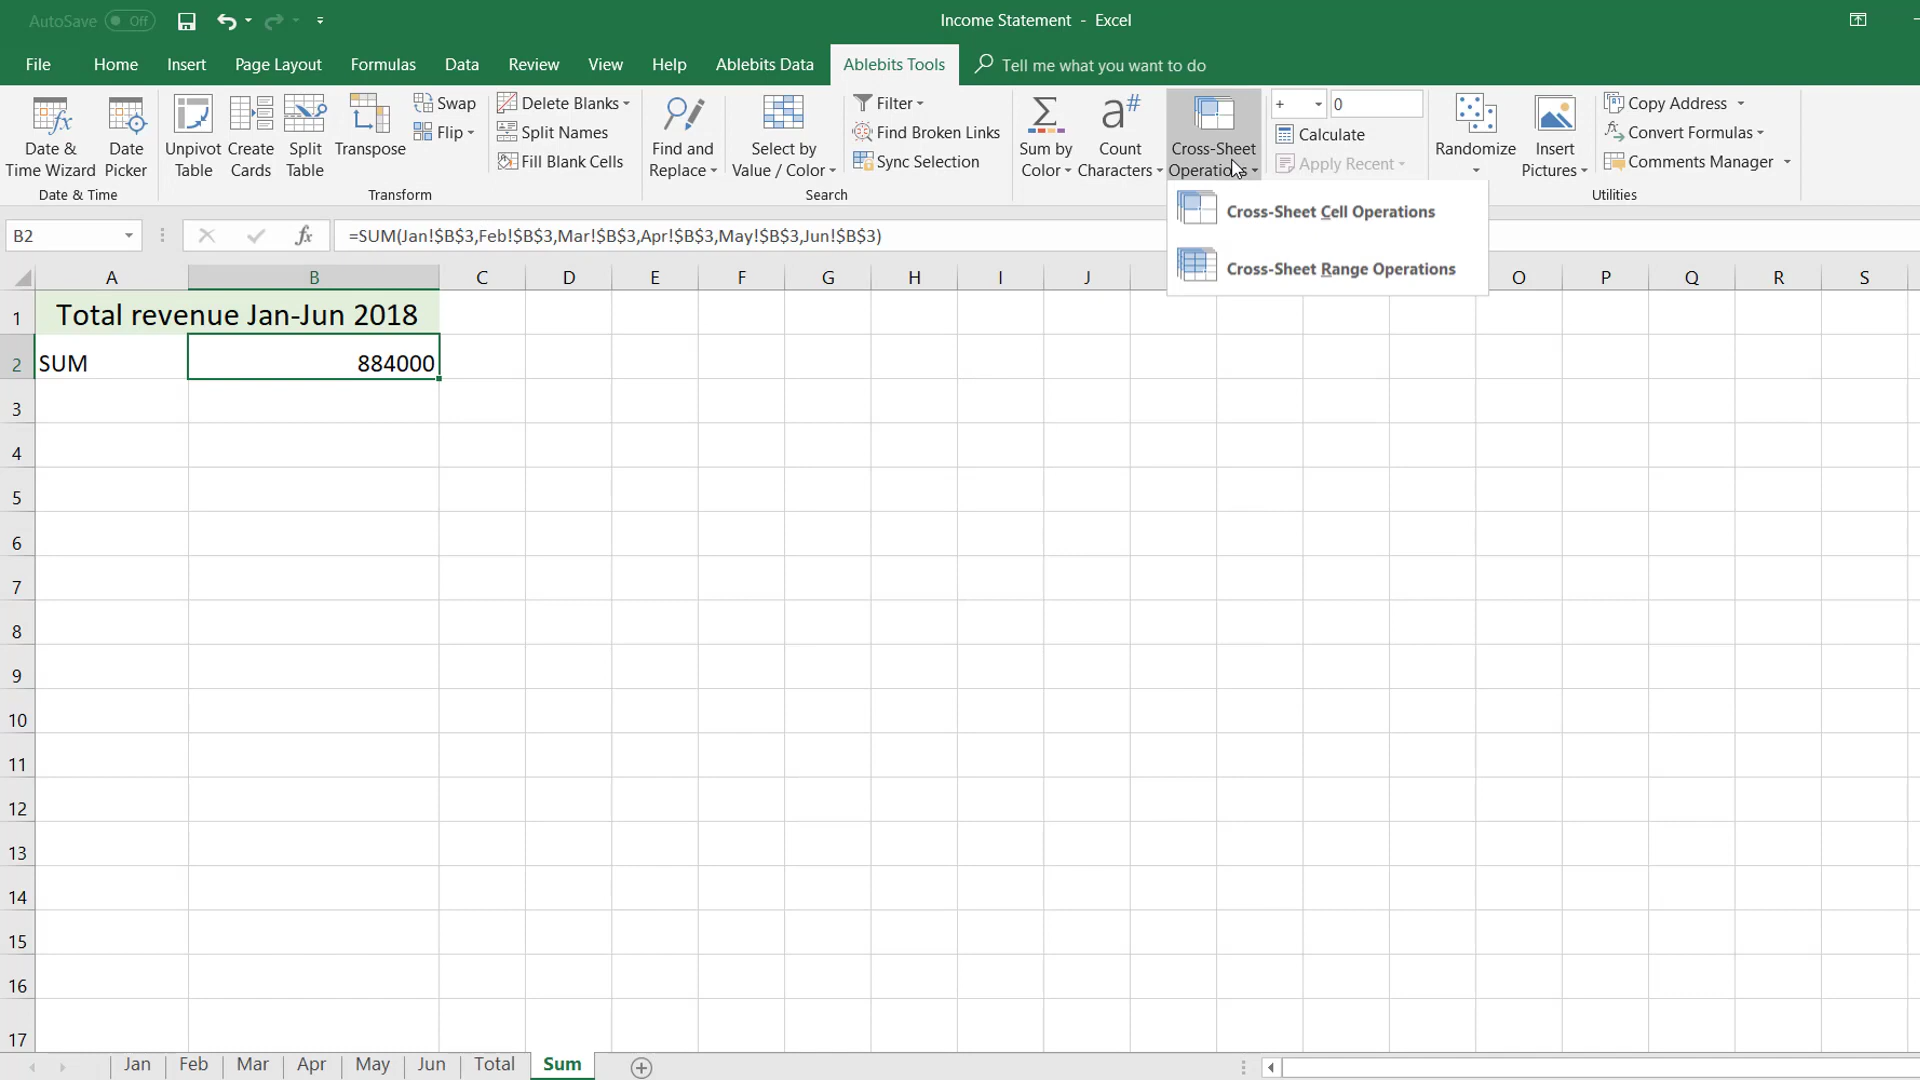 AutoSave Off
Income Statement - Excel
File Home Insert Page Layout Formulas Data Review View Help Ablebits Data Ablebits Tools Tell me what you want to do
Date & Time Wizard
Date Picker
Date & Time
Unpivot Table
Create Cards
Split Table
Transpose
Swap
Flip
Delete Blanks
Split Names
Fill Blank Cells
Transform
Find and Replace
Select by Value / Color
Filter
Find Broken Links
Sync Selection
Search
Sum by Color
Count Characters
Cross-Sheet Operations
+ 0
Calculate
Apply Recent
Randomize
Insert Pictures
Copy Address
Convert Formulas
Comments Manager
Utilities
Cross-Sheet Cell Operations
Cross-Sheet Range Operations
B2 fx =SUM(Jan!$B$3,Feb!$B$3,Mar!$B$3,Apr!$B$3,May!$B$3,Jun!$B$3)
A B C D E F G H I J O P Q R S
1 Total revenue Jan-Jun 2018
2 SUM 884000
3
4
5
6
7
8
9
10
11
12
13
14
15
16
17
Jan Feb Mar Apr May Jun Total Sum